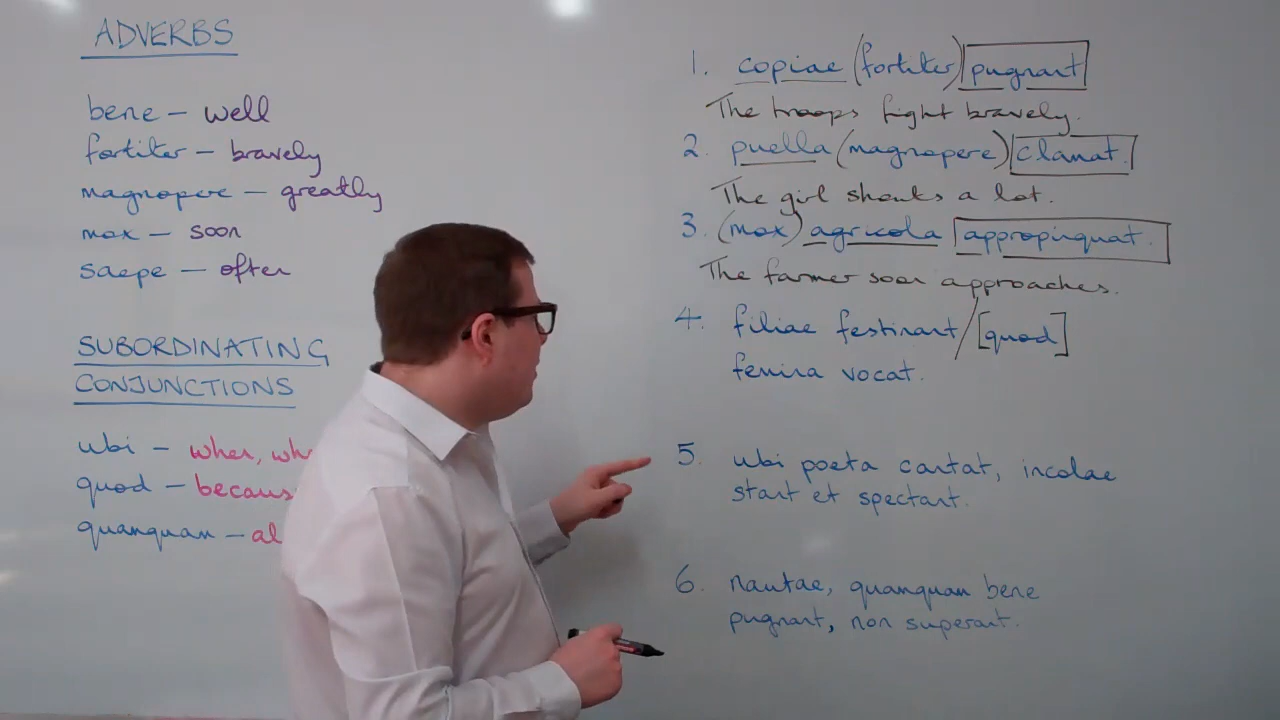 ADVERBS
bene – well
fortiter – bravely
magnopere – greatly
mox – soon
saepe – often
SUBORDINATING
CONJUNCTIONS
ubi – when,
quod –
quamquam –
1. copiae (fortiter) pugnant
The troops fight bravely.
2. puella (magnopere) clamat.
The girl shouts a lot.
3. (mox) agricola appropinquat.
The farmer soon approaches.
4. filiae festinant / [quod]
femina vocat.
5. ubi poeta cantat, incolae
stant et spectant.
6. nautae, quamquam bene
pugnant, non superant.